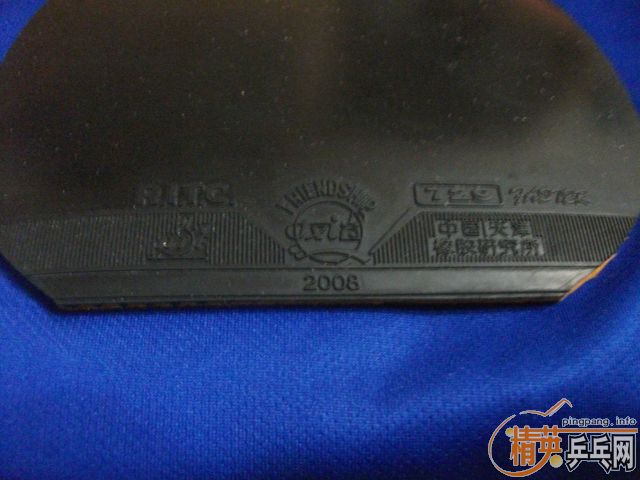 RITC
FRIENDSHIP
729
中国天津
橡胶研究所
2008
pingpang.info
精英乒乓网